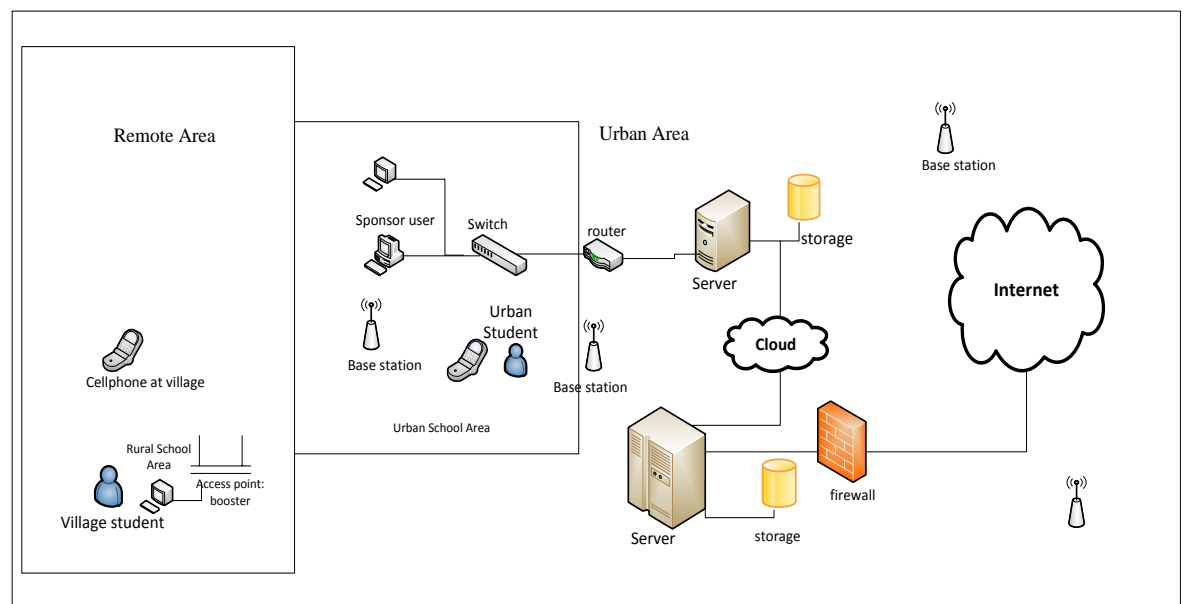 Remote Area
Urban Area
Base station
Sponsor user
Switch
router
storage
Server
Internet
Urban
Student
Cloud
Base station
Base station
Cellphone at village
Urban School Area
Rural School
Area
Access point:
booster
Village student
firewall
Server
storage